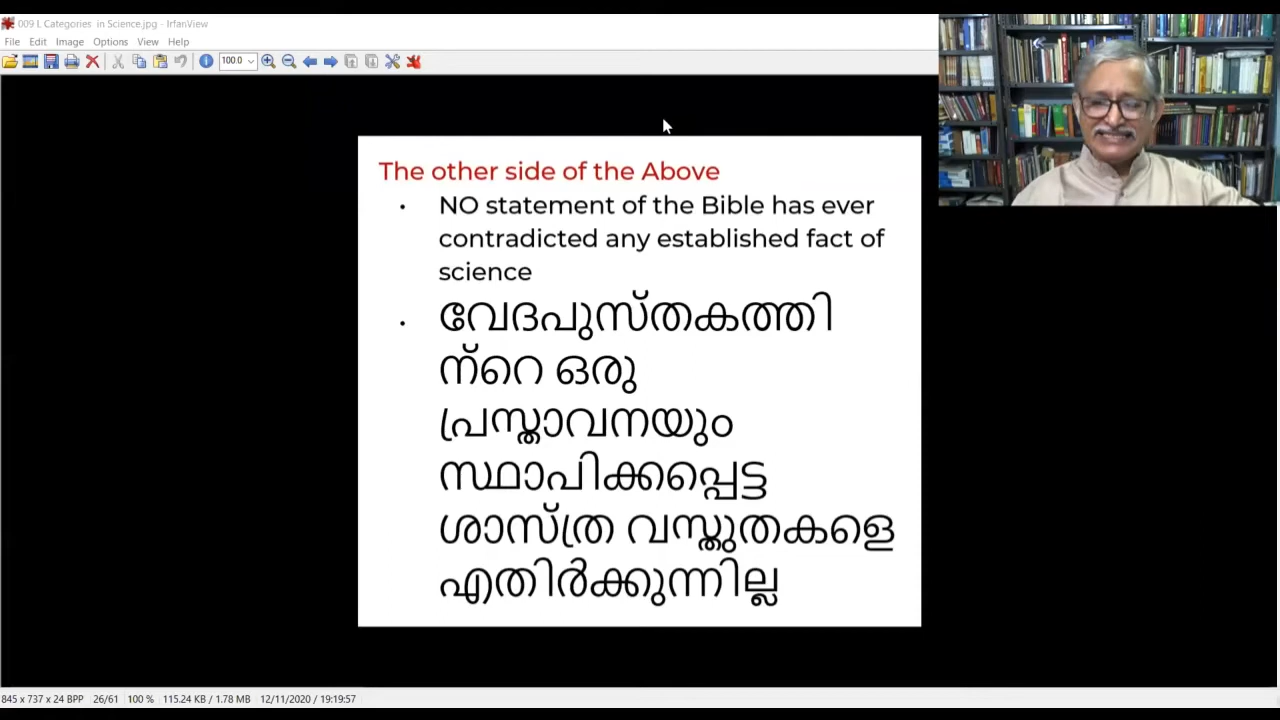 009 L Categories in Science.jpg - IrfanView
File Edit Image Options View Help
100.0
The other side of the Above
• NO statement of the Bible has ever
contradicted any established fact of
science
• വേദപുസ്തകത്തി
ന്റെ ഒരു
പ്രസ്താവനയും
സ്ഥാപിക്കപ്പെട്ട
ശാസ്ത്ര വസ്തുതകളെ
എതിർക്കുന്നില്ല
845 x 737 x 24 BPP 26/61 100 % 115.24 KB / 1.78 MB 12/11/2020 / 19:19:57